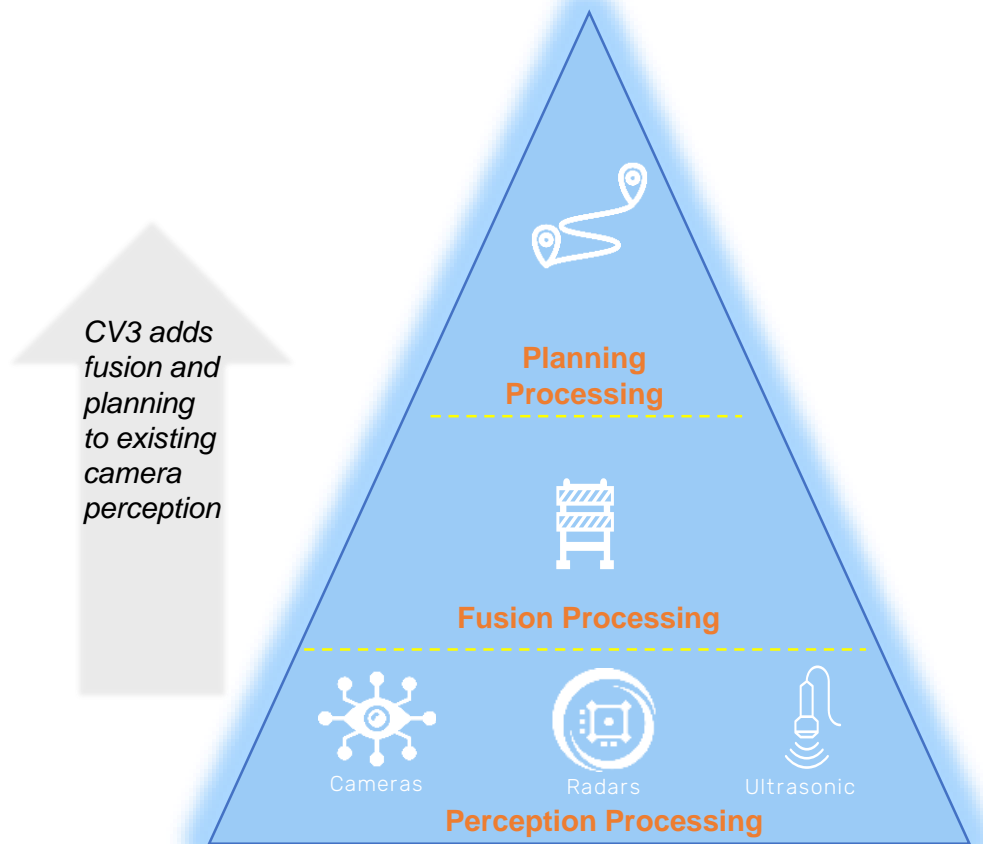 CV3 adds
fusion and
planning
to existing
camera
perception
Planning
Processing
Fusion Processing
Cameras
Radars
Ultrasonic
Perception Processing